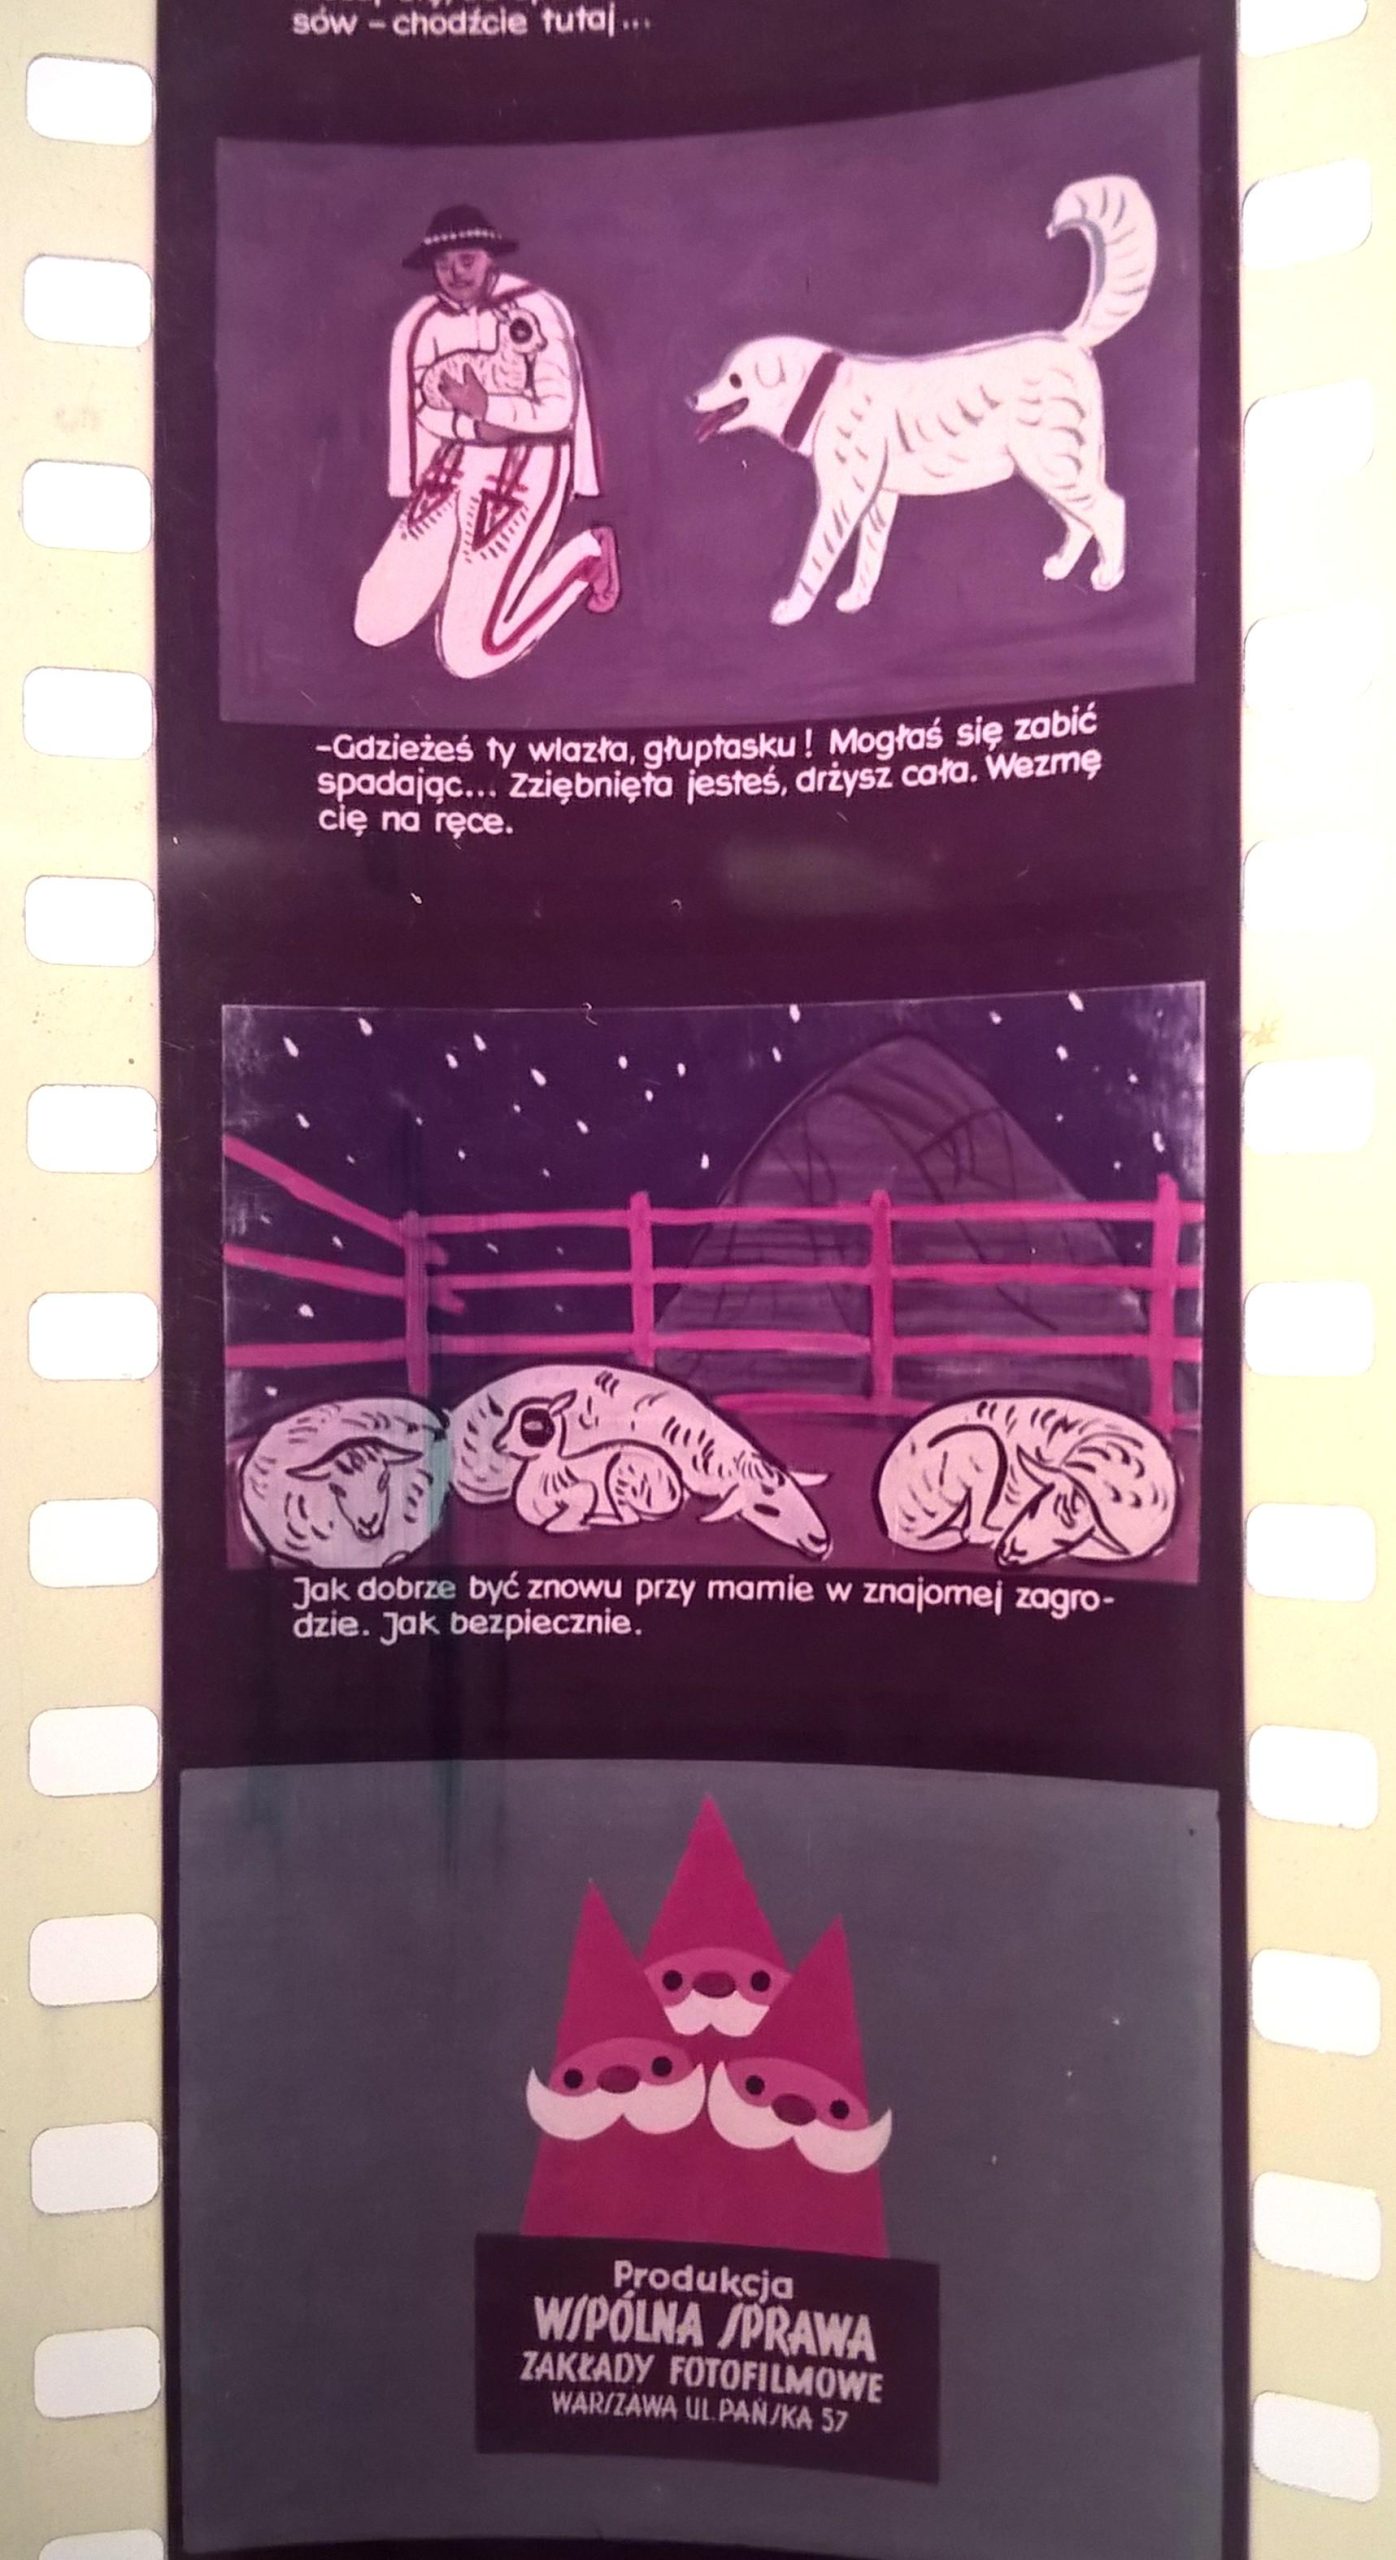 sów – chodźcie tutaj...
–Gdzieżeś ty wlazła, głuptasku! Mogłaś się zabić
spadając... Zziębnięta jesteś, drżysz cała. Wezmę
cię na ręce.
Jak dobrze być znowu przy mamie w znajomej zagro-
dzie. Jak bezpiecznie.
Produkcja
WSPÓLNA SPRAWA
ZAKŁADY FOTOFILMOWE
WARSZAWA UL. PAŃSKA 57